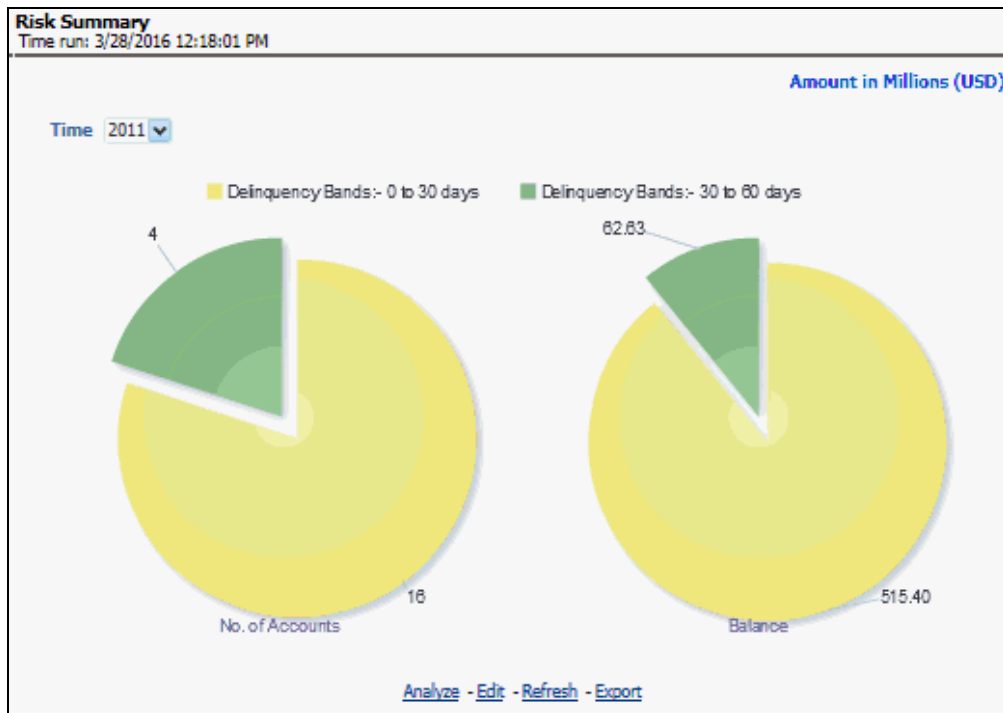 Risk Summary
Time run: 3/28/2016 12:18:01 PM
Amount in Millions (USD)
Time 2011
Delinquency Bands:- 0 to 30 days Delinquency Bands:- 30 to 60 days
4 62.63
16 515.40
No. of Accounts Balance
Analyze - Edit - Refresh - Export